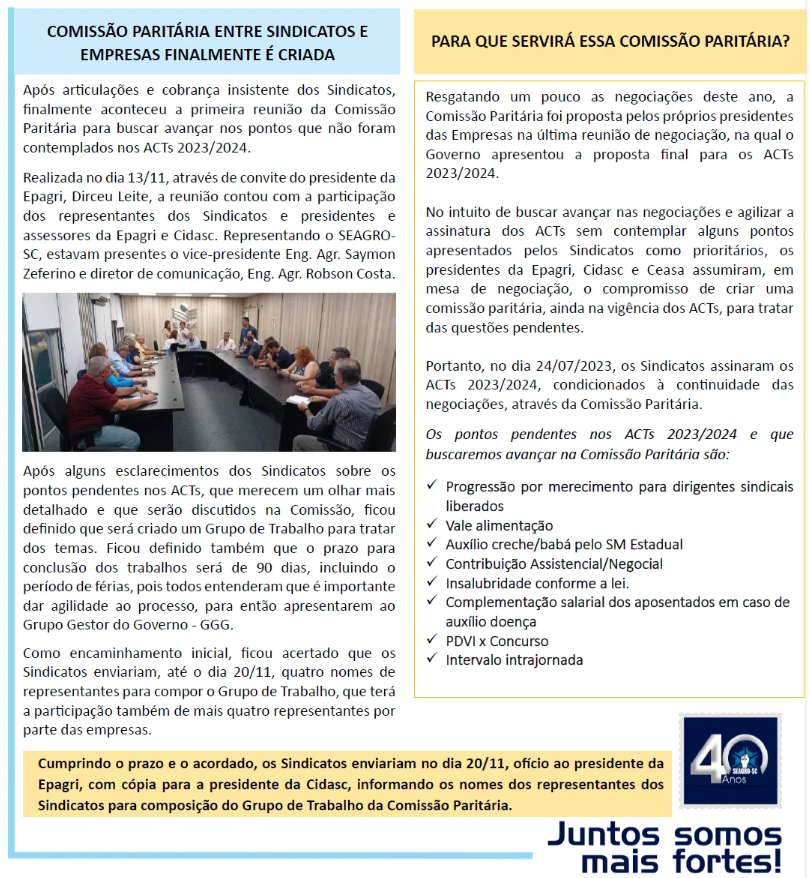 COMISSÃO PARITÁRIA ENTRE SINDICATOS E
EMPRESAS FINALMENTE É CRIADA
Após articulações e cobrança insistente dos Sindicatos,
finalmente aconteceu a primeira reunião da Comissão
Paritária para buscar avançar nos pontos que não foram
contemplados nos ACTs 2023/2024.
Realizada no dia 13/11, através de convite do presidente da
Epagri, Dirceu Leite, a reunião contou com a participação
dos representantes dos Sindicatos e presidentes e
assessores da Epagri e Cidasc. Representando o SEAGRO-
SC, estavam presentes o vice-presidente Eng. Agr. Saymon
Zeferino e diretor de comunicação, Eng. Agr. Robson Costa.
Após alguns esclarecimentos dos Sindicatos sobre os
pontos pendentes nos ACTs, que merecem um olhar mais
detalhado e que serão discutidos na Comissão, ficou
definido que será criado um Grupo de Trabalho para tratar
dos temas. Ficou definido também que o prazo para
conclusão dos trabalhos será de 90 dias, incluindo o
período de férias, pois todos entenderam que é importante
dar agilidade ao processo, para então apresentarem ao
Grupo Gestor do Governo - GGG.
Como encaminhamento inicial, ficou acertado que os
Sindicatos enviariam, até o dia 20/11, quatro nomes de
representantes para compor o Grupo de Trabalho, que terá
a participação também de mais quatro representantes por
parte das empresas.
PARA QUE SERVIRÁ ESSA COMISSÃO PARITÁRIA?
Resgatando um pouco as negociações deste ano, a
Comissão Paritária foi proposta pelos próprios presidentes
das Empresas na última reunião de negociação, na qual o
Governo apresentou a proposta final para os ACTs
2023/2024.
No intuito de buscar avançar nas negociações e agilizar a
assinatura dos ACTs sem contemplar alguns pontos
apresentados pelos Sindicatos como prioritários, os
presidentes da Epagri, Cidasc e Ceasa assumiram, em
mesa de negociação, o compromisso de criar uma
comissão paritária, ainda na vigência dos ACTs, para tratar
das questões pendentes.
Portanto, no dia 24/07/2023, os Sindicatos assinaram os
ACTs 2023/2024, condicionados à continuidade das
negociações, através da Comissão Paritária.
Os pontos pendentes nos ACTs 2023/2024 e que
buscaremos avançar na Comissão Paritária são:
✓ Progressão por merecimento para dirigentes sindicais
liberados
✓ Vale alimentação
✓ Auxílio creche/babá pelo SM Estadual
✓ Contribuição Assistencial/Negocial
✓ Insalubridade conforme a lei.
✓ Complementação salarial dos aposentados em caso de
auxílio doença
✓ PDVI x Concurso
✓ Intervalo intrajornada
Cumprindo o prazo e o acordado, os Sindicatos enviariam no dia 20/11, ofício ao presidente da
Epagri, com cópia para a presidente da Cidasc, informando os nomes dos representantes dos
Sindicatos para composição do Grupo de Trabalho da Comissão Paritária.
40
SEAGRO-SC
Anos
Juntos somos
mais fortes!